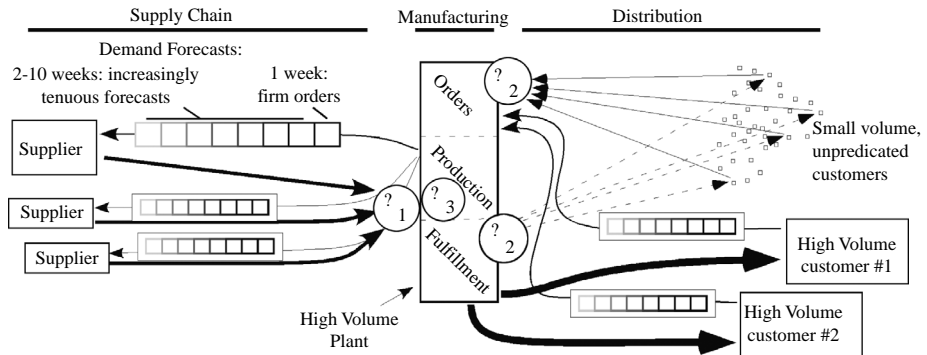 Supply Chain
Manufacturing
Distribution
Demand Forecasts:
2-10 weeks: increasingly
tenuous forecasts
1 week:
firm orders
Supplier
Supplier
Supplier
Orders
Production
Fulfillment
? 1
? 2
? 3
? 2
Small volume,
unpredicated
customers
High Volume
customer #1
High Volume
customer #2
High Volume
Plant